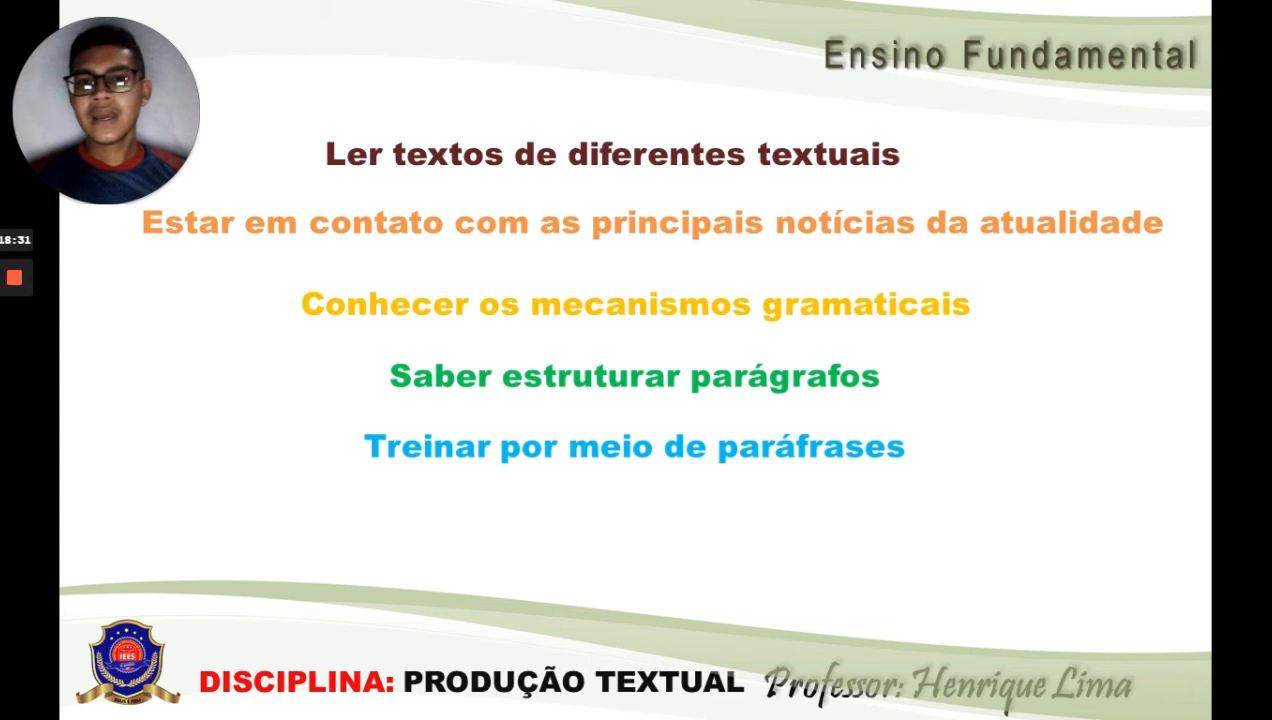 Ensino Fundamental
Ler textos de diferentes textuais
Estar em contato com as principais notícias da atualidade
18:31
Conhecer os mecanismos gramaticais
Saber estruturar parágrafos
Treinar por meio de paráfrases
IEES
DISCIPLINA: PRODUÇÃO TEXTUAL Professor: Henrique Lima